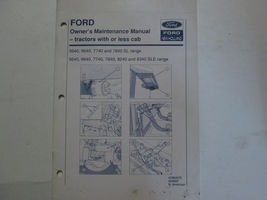 FORD
Owner's Maintenance Manual
- tractors with or less cab
5640, 6640, 7740 and 7840 SL range
5640, 6640, 7740, 7840, 8240 and 8340 SLE range
Ford
FORD
NEW HOLLAND